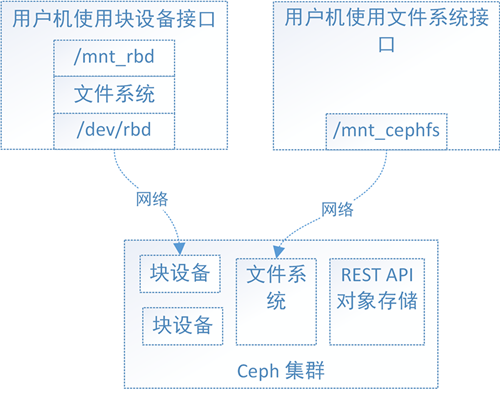 用户机使用块设备接口
/mnt_rbd
文件系统
/dev/rbd
用户机使用文件系统接
口
/mnt_cephfs
网络
网络
块设备
块设备
文件系
统
REST API
对象存储
Ceph 集群